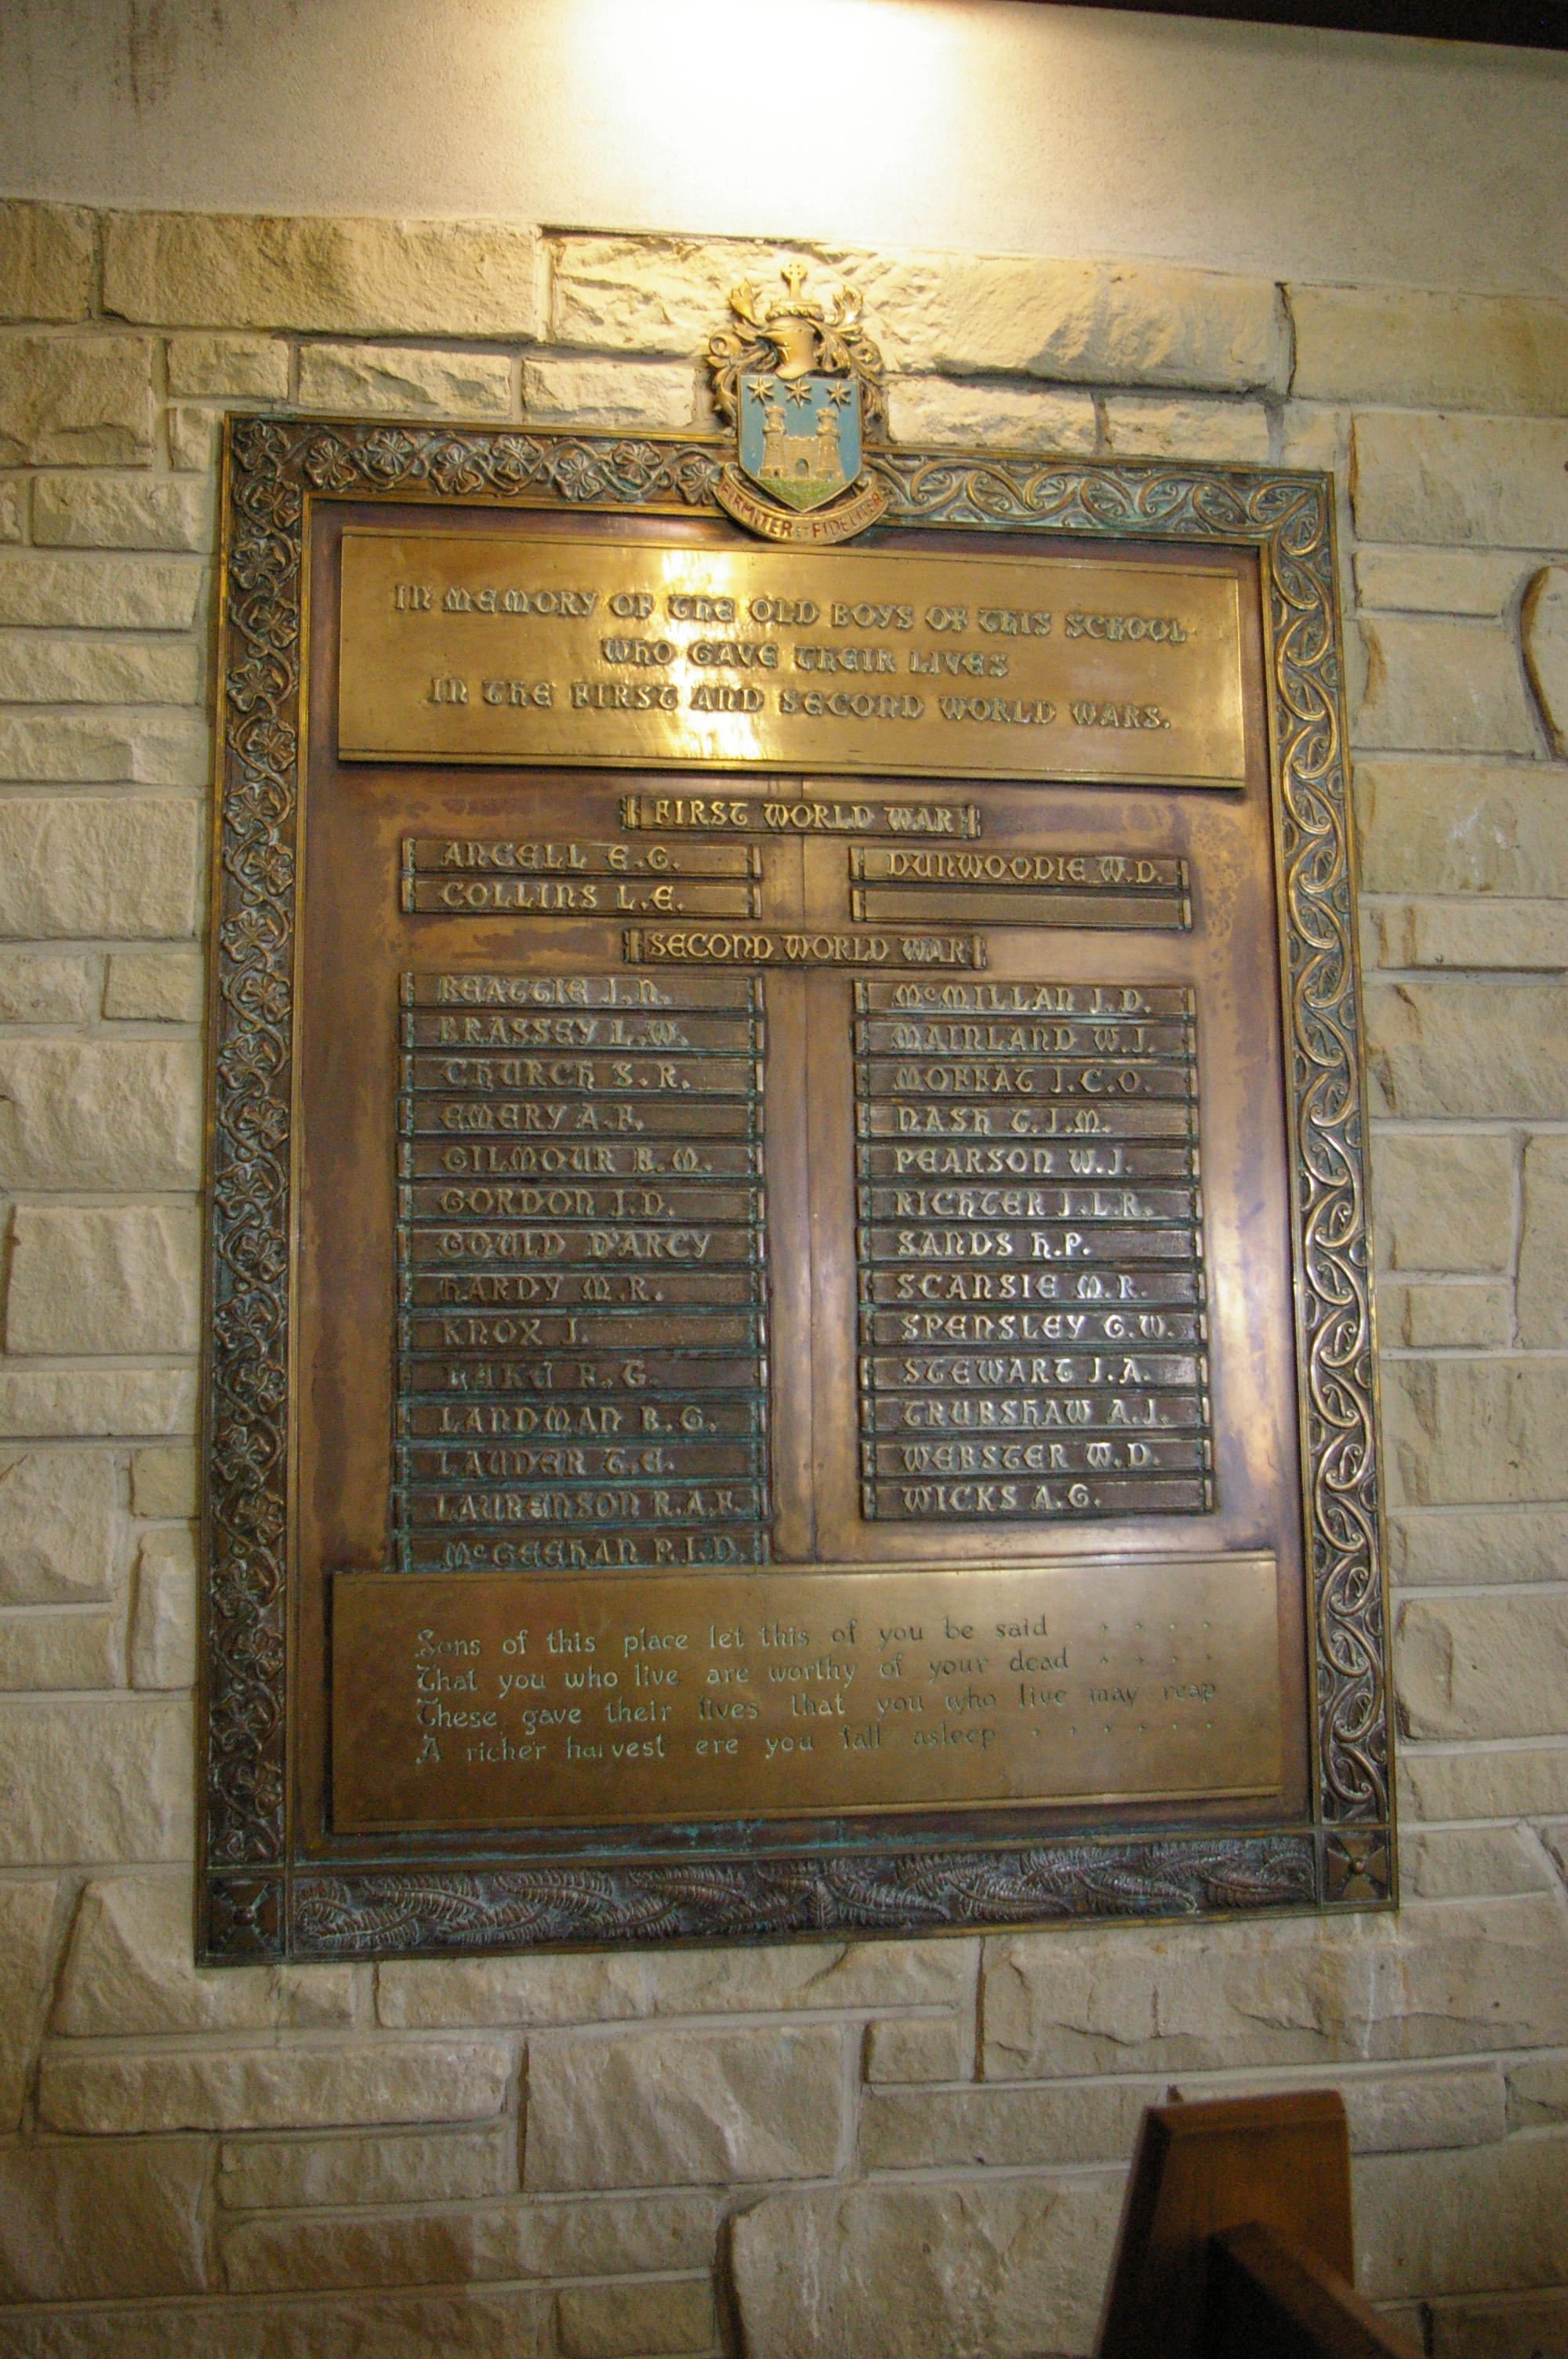 FIRMITER ET FIDELITER
IN MEMORY OF THE OLD BOYS OF THIS SCHOOL
WHO GAVE THEIR LIVES
IN THE FIRST AND SECOND WORLD WARS.
FIRST WORLD WAR
ANGELL E.G.
COLLINS L.E.
DUNWOODIE W.D.
SECOND WORLD WAR
BEATTIE J.N.
BRASSEY L.W.
CHURCH S.R.
EMERY A.B.
GILMOUR B.M.
GORDON J.D.
GOULD D'ARCY
HARDY M.R.
KNOX J.
R.G.
LANDMAN B.G.
LAUDER T.E.
LAURENSON R.A.F.
McGEEHAN P.J.D.
McMILLAN J.D.
MAINLAND W.J.
MOFFAT J.C.O.
NASH G.J.M.
PEARSON W.J.
RICHTER J.L.R.
SANDS H.P.
SCANSIE M.R.
SPENSLEY G.W.
STEWART J.A.
TRUBSHAW A.J.
WEBSTER W.D.
WICKS A.G.
Sons of this place let this of you be said
That you who live are worthy of your dead
These gave their lives that you who live may reap
A richer harvest ere you fall asleep